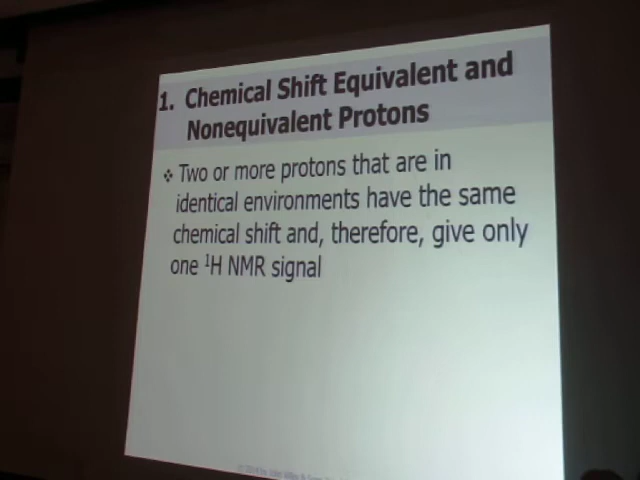 1. Chemical Shift Equivalent and
Nonequivalent Protons
❖ Two or more protons that are in
identical environments have the same
chemical shift and, therefore, give only
one ¹H NMR signal